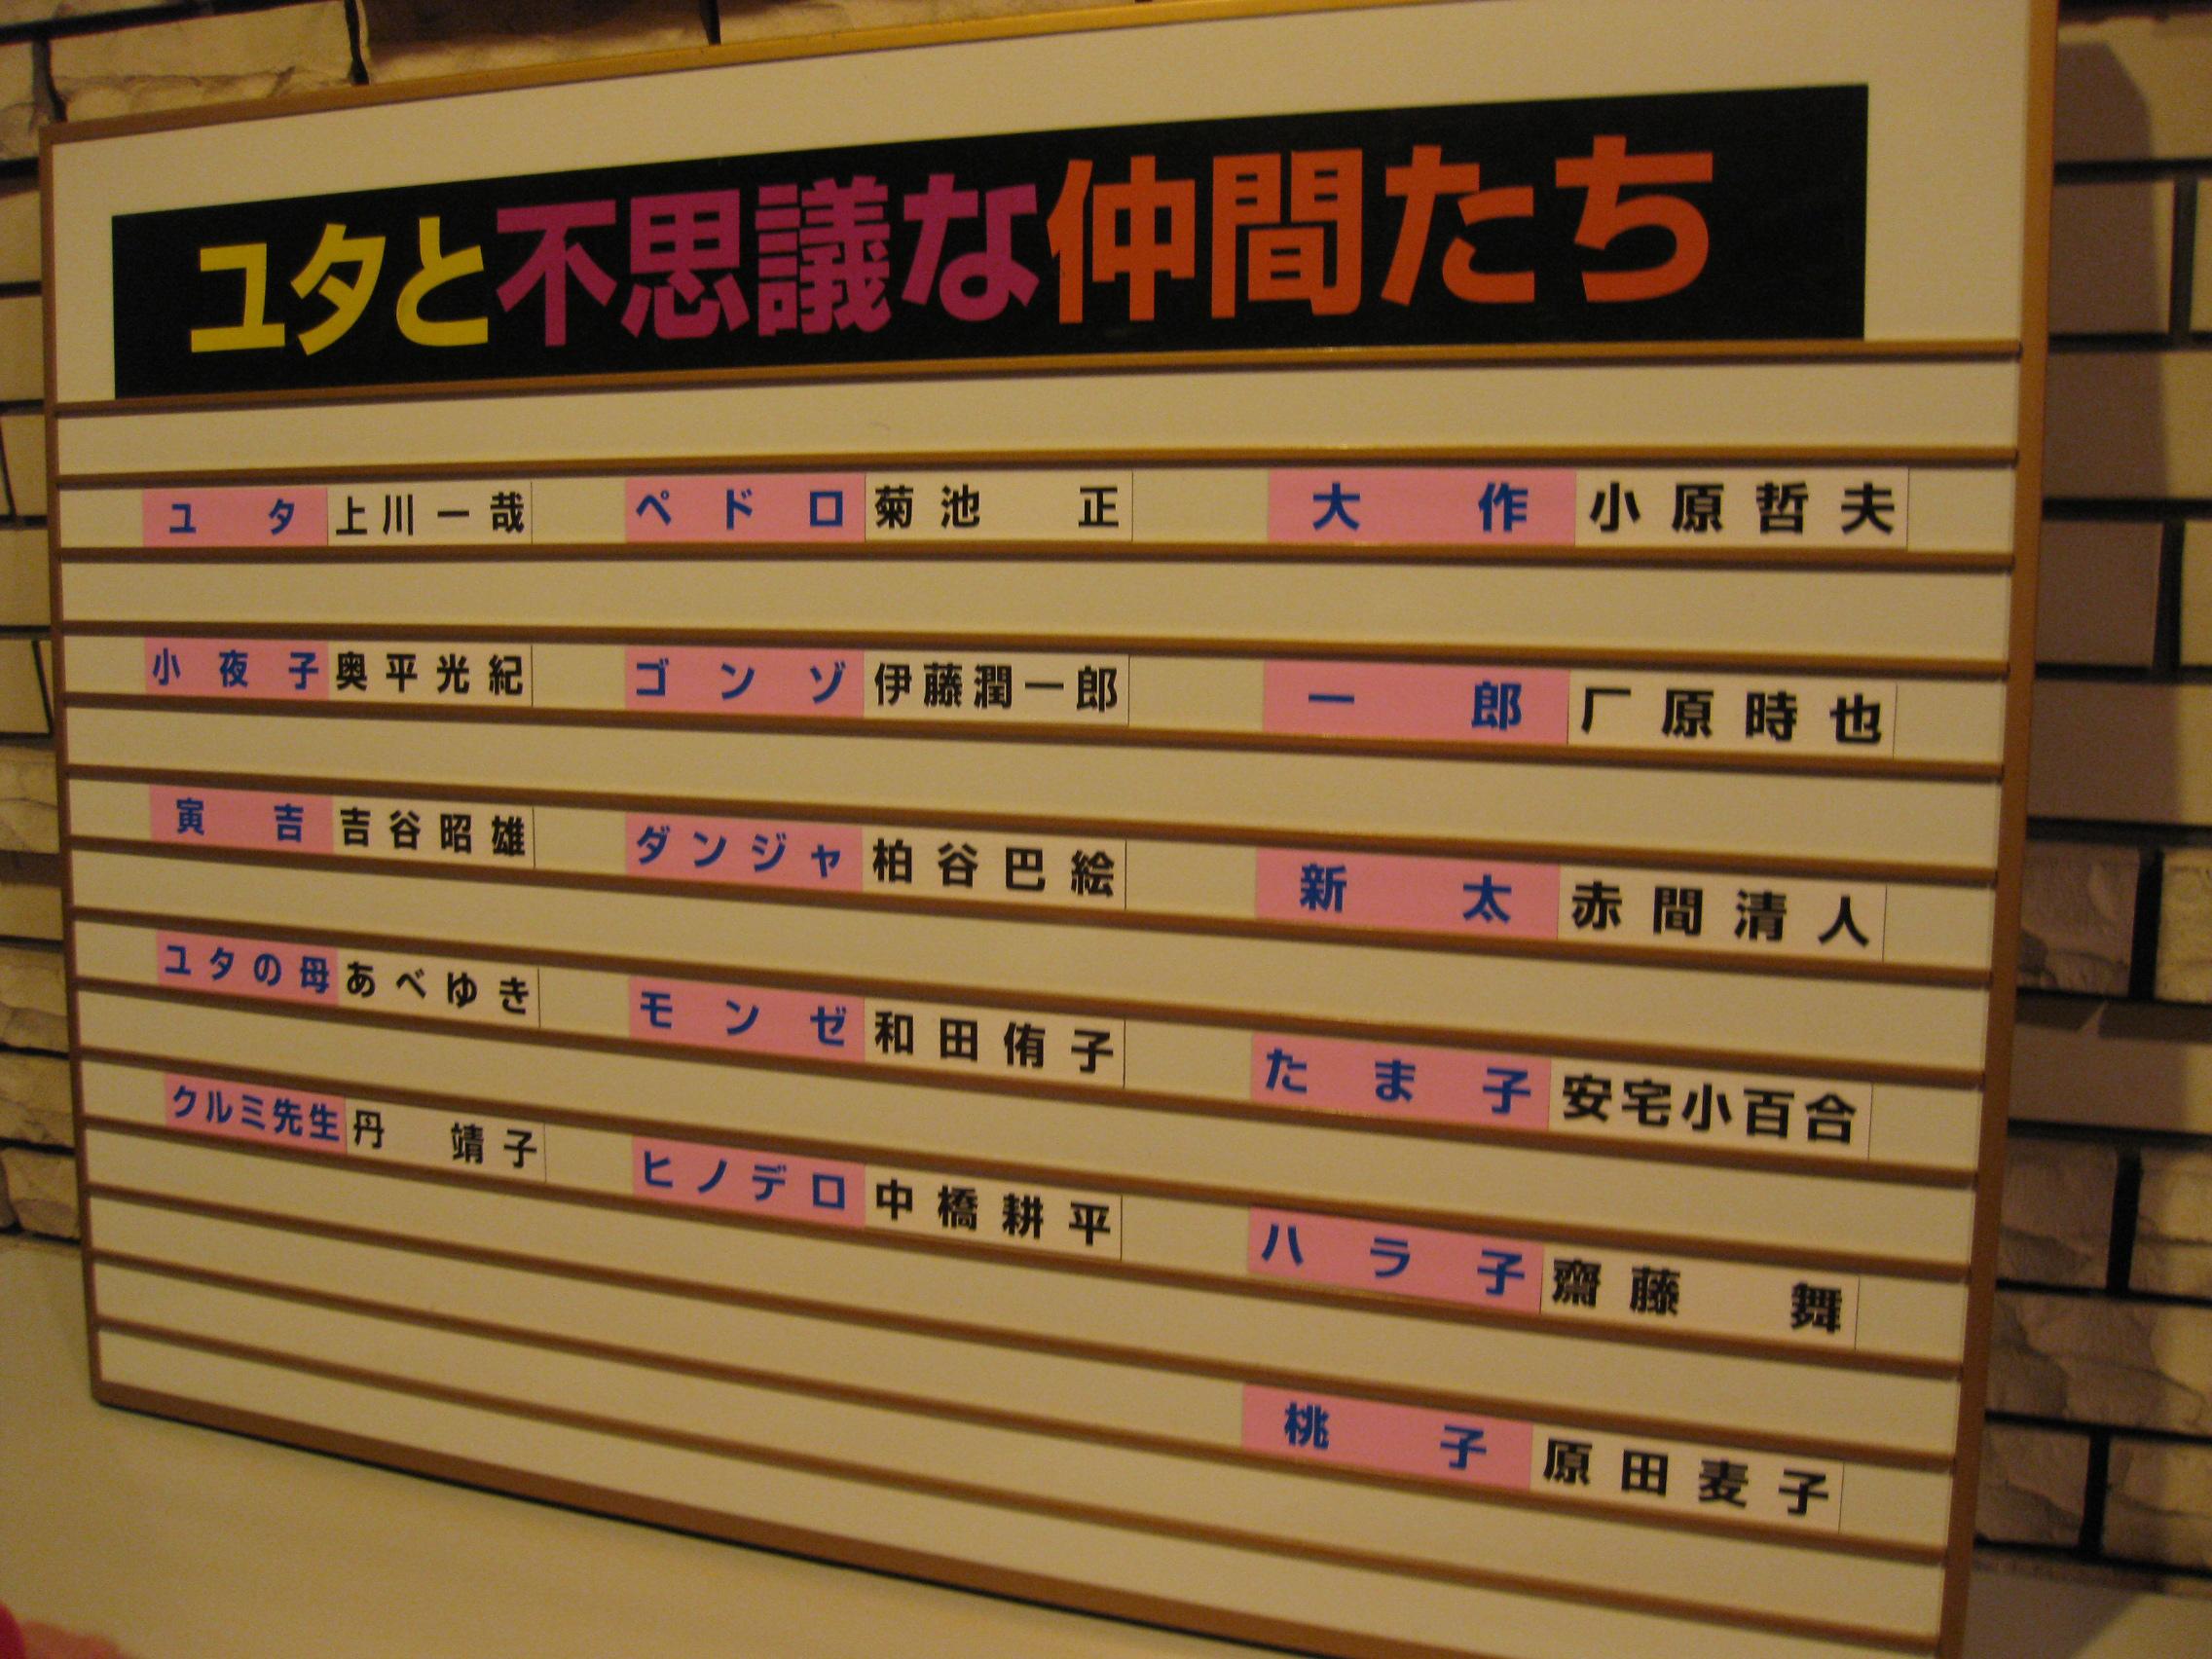 ユタと不思議な仲間たち
ユタ 上川一哉
小夜子 奥平光紀
寅吉 吉谷昭雄
ユタの母 あべゆき
クルミ先生 丹靖子
ペドロ 菊池正
ゴンゾ 伊藤潤一郎
ダンジャ 柏谷巴絵
モンゼ 和田侑子
ヒノデロ 中橋耕平
大作 小原哲夫
一郎 厂原時也
新太 赤間清人
たま子 安宅小百合
ハラ子 齋藤舞
桃子 原田麦子